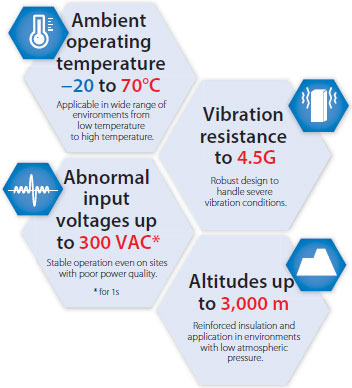 Ambient
operating
temperature
−20 to 70°C
Applicable in wide range of
environments from
low temperature
to high temperature.
Vibration
resistance
to 4.5G
Robust design to
handle severe
vibration conditions.
Abnormal
input
voltages up
to 300 VAC*
Stable operation even on sites
with poor power quality.
* for 1s
Altitudes up
to 3,000 m
Reinforced insulation and
application in environments
with low atmospheric
pressure.